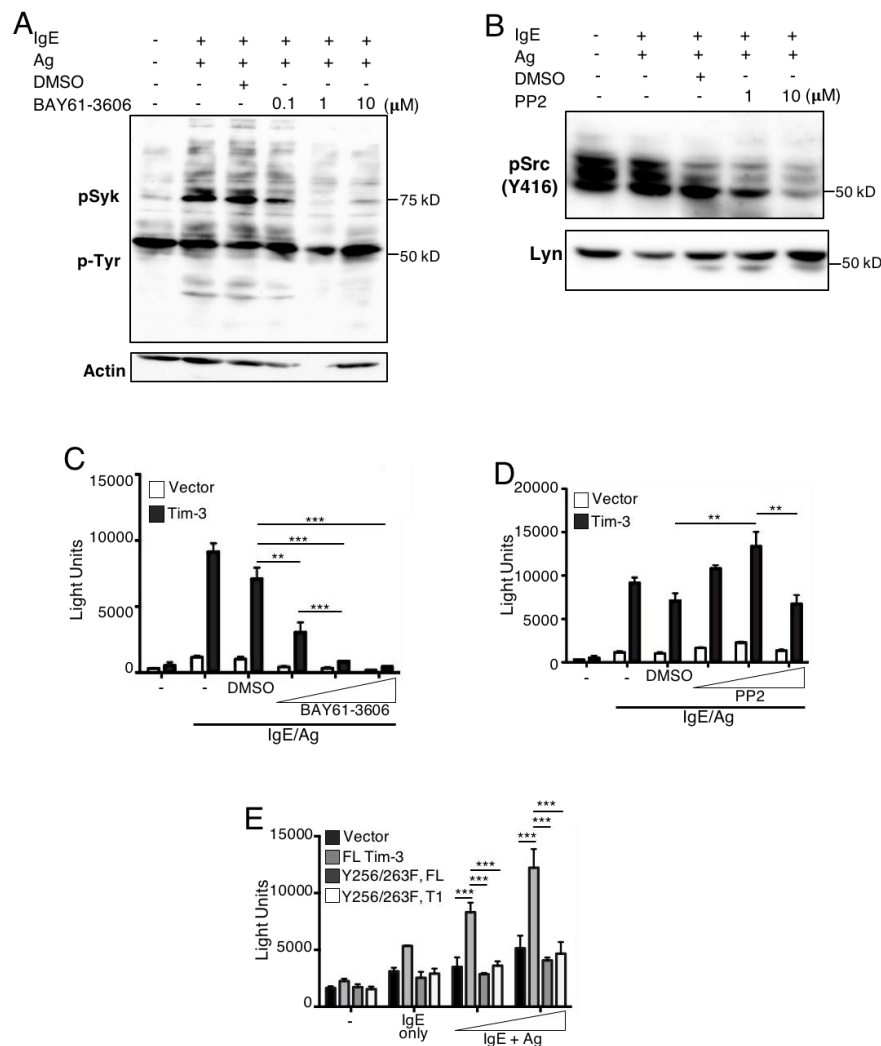 A
IgE - + + + + +
Ag - + + + + +
DMSO - - + - - -
BAY61-3606 - - - 0.1 1 10 (μM)
pSyk
75 kD
p-Tyr
50 kD
Actin
B
IgE - + + + +
Ag - + + + +
DMSO - - + - -
PP2 - - - 1 10 (μM)
pSrc
(Y416)
50 kD
Lyn
50 kD
C
15000
10000
5000
0
Light Units
Vector
Tim-3
***
***
**
***
- - DMSO
BAY61-3606
IgE/Ag
D
20000
15000
10000
5000
0
Light Units
Vector
Tim-3
** **
- - DMSO
PP2
IgE/Ag
E
15000
10000
5000
0
Light Units
Vector
FL Tim-3
Y256/263F, FL
Y256/263F, T1
***
***
***
***
***
***
- IgE only
IgE + Ag